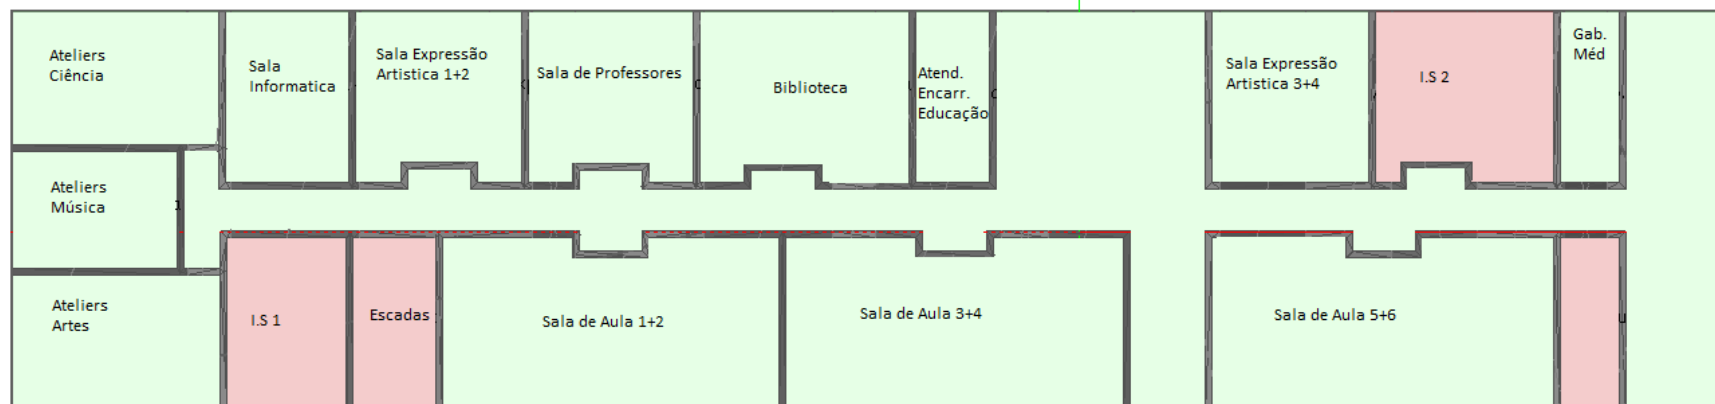 Ateliers
Ciência
Sala
Informatica
Sala Expressão
Artistica 1+2
Sala de Professores
Biblioteca
Atend.
Encarr.
Educação
Sala Expressão
Artistica 3+4
I.S 2
Gab.
Méd
Ateliers
Música
Ateliers
Artes
I.S 1
Escadas
Sala de Aula 1+2
Sala de Aula 3+4
Sala de Aula 5+6